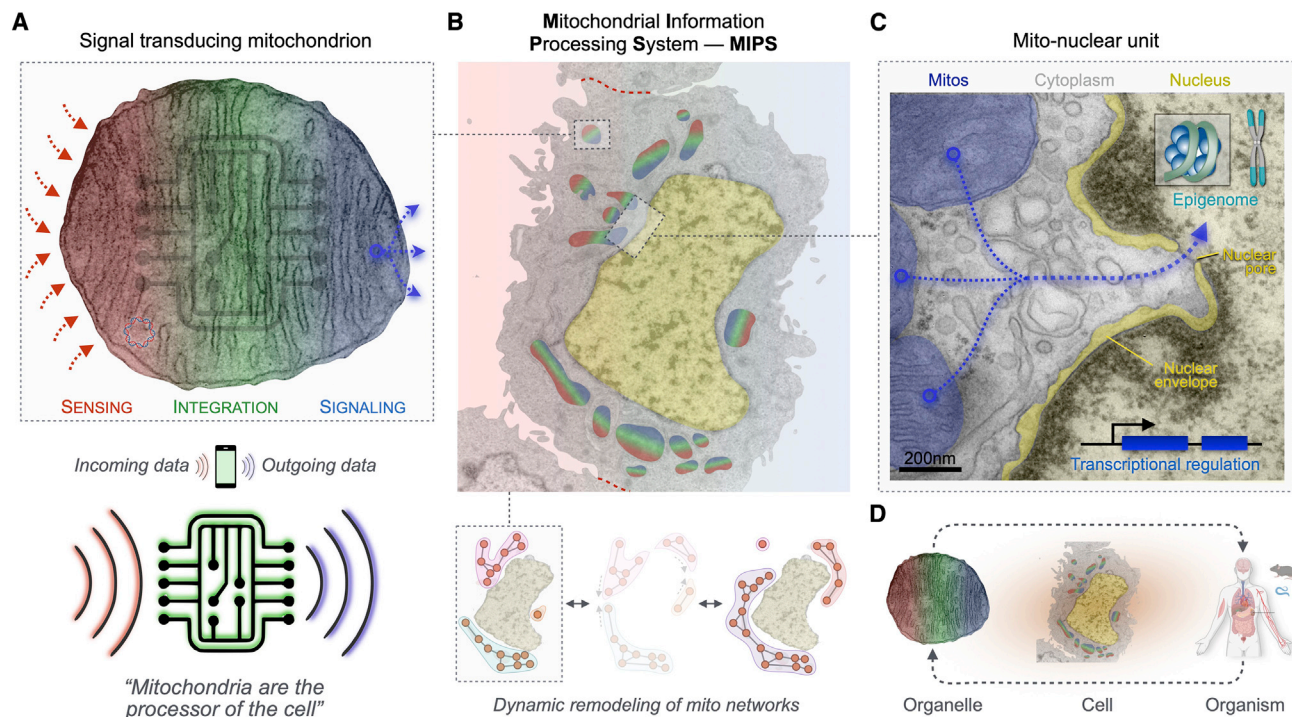 A
Signal transducing mitochondrion
SENSING
INTEGRATION
SIGNALING
Incoming data
Outgoing data
“Mitochondria are the
processor of the cell”
B
Mitochondrial Information
Processing System — MIPS
Dynamic remodeling of mito networks
C
Mito-nuclear unit
Mitos
Cytoplasm
Nucleus
Epigenome
Nuclear
pore
Nuclear
envelope
200nm
Transcriptional regulation
D
Organelle
Cell
Organism